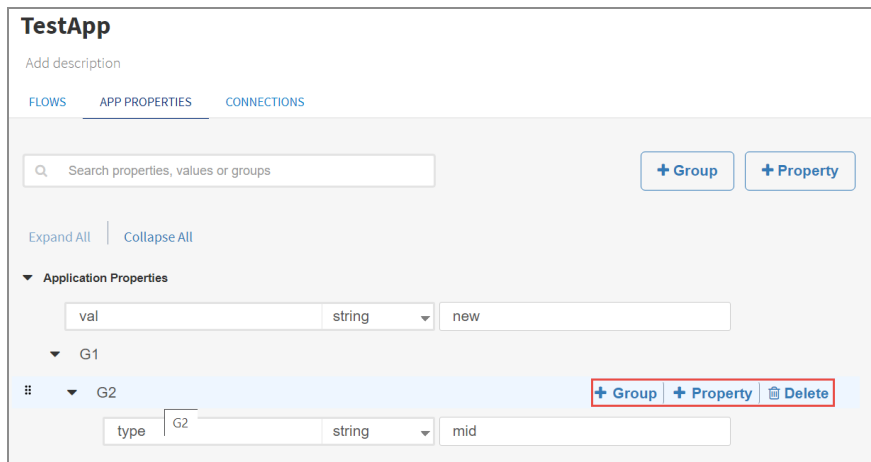 TestApp
Add description
FLOWS APP PROPERTIES CONNECTIONS
Search properties, values or groups + Group + Property
Expand All Collapse All
Application Properties
val string new
G1
G2 + Group + Property Delete
G2
type string mid